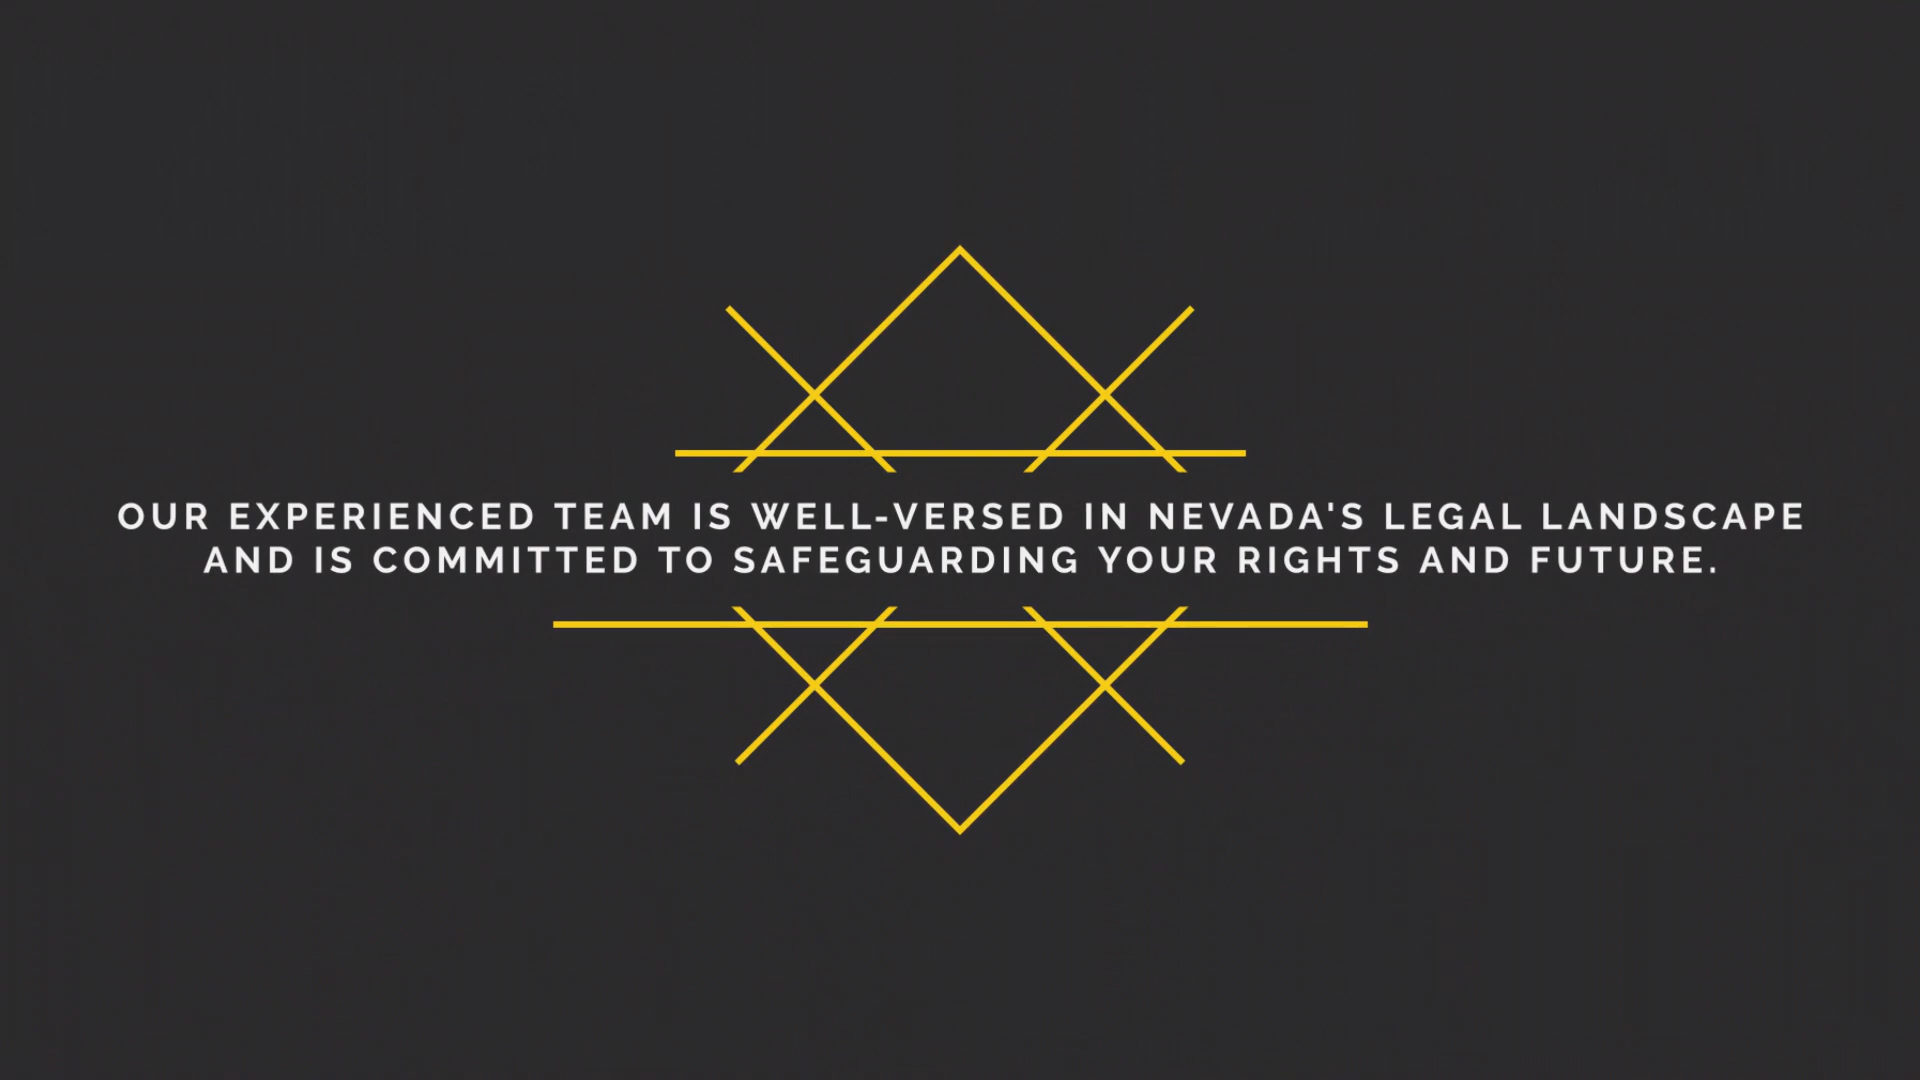 OUR EXPERIENCED TEAM IS WELL-VERSED IN NEVADA'S LEGAL LANDSCAPE
AND IS COMMITTED TO SAFEGUARDING YOUR RIGHTS AND FUTURE.